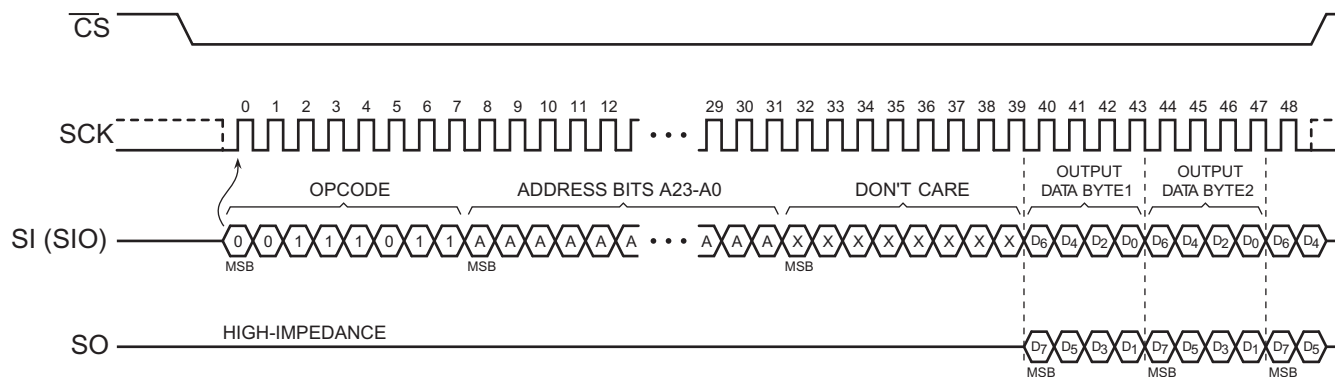 CS
0 1 2 3 4 5 6 7 8 9 10 11 12 29 30 31 32 33 34 35 36 37 38 39 40 41 42 43 44 45 46 47 48
SCK
OPCODE ADDRESS BITS A23-A0 DON'T CARE
OUTPUT
DATA BYTE1
OUTPUT
DATA BYTE2
SI (SIO) 0 0 1 1 1 0 1 1 A A A A A A A A A X X X X X X X X D6 D4 D2 D0 D6 D4 D2 D0 D6 D4
MSB MSB MSB
HIGH-IMPEDANCE
SO D7 D5 D3 D1 D7 D5 D3 D1 D7 D5
MSB MSB MSB